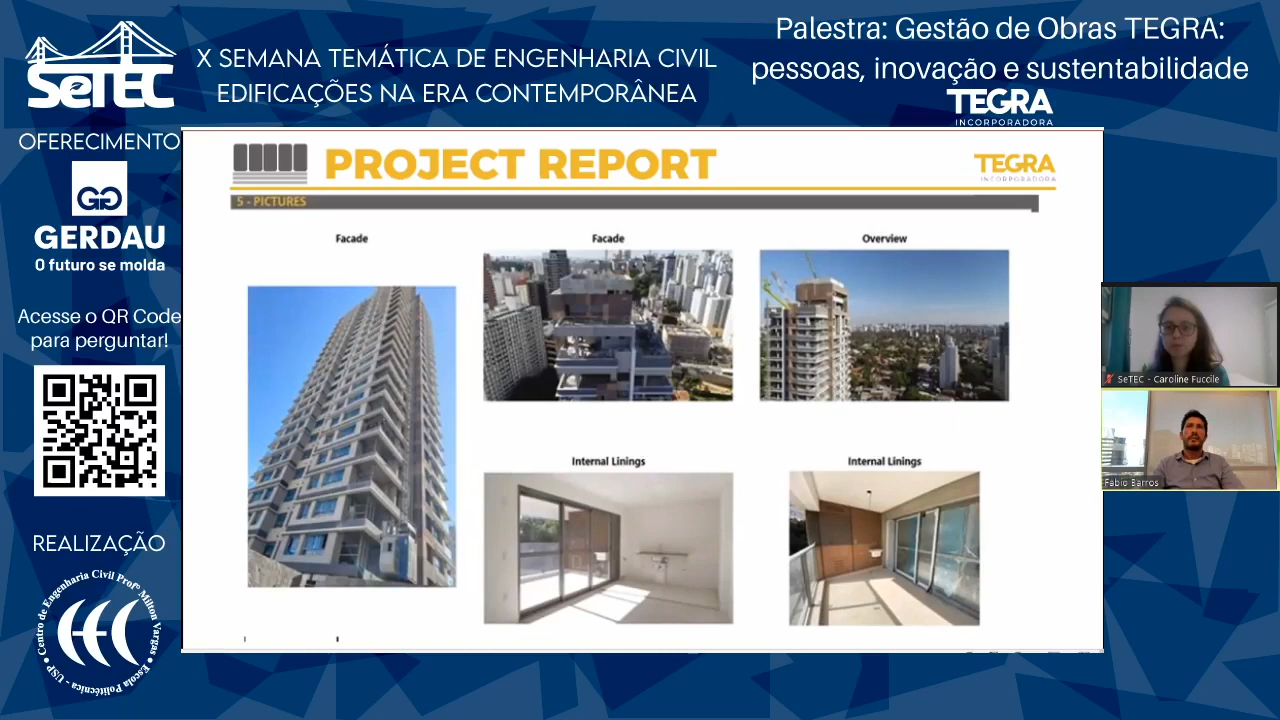 SeTEC
X SEMANA TEMÁTICA DE ENGENHARIA CIVIL
EDIFICAÇÕES NA ERA CONTEMPORÂNEA
Palestra: Gestão de Obras TEGRA:
pessoas, inovação e sustentabilidade
TEGRA
INCORPORADORA
OFERECIMENTO
GERDAU
O futuro se molda
Acesse o QR Code
para perguntar!
REALIZAÇÃO
Centro de Engenharia Civil Profº Milton Vargas • Escola Politécnica - USP •
CEC
PROJECT REPORT
TEGRA
INCORPORADORA
5 - PICTURES
Facade
Facade
Overview
Internal Linings
Internal Linings
SeTEC - Caroline Fuccile
Fabio Barros